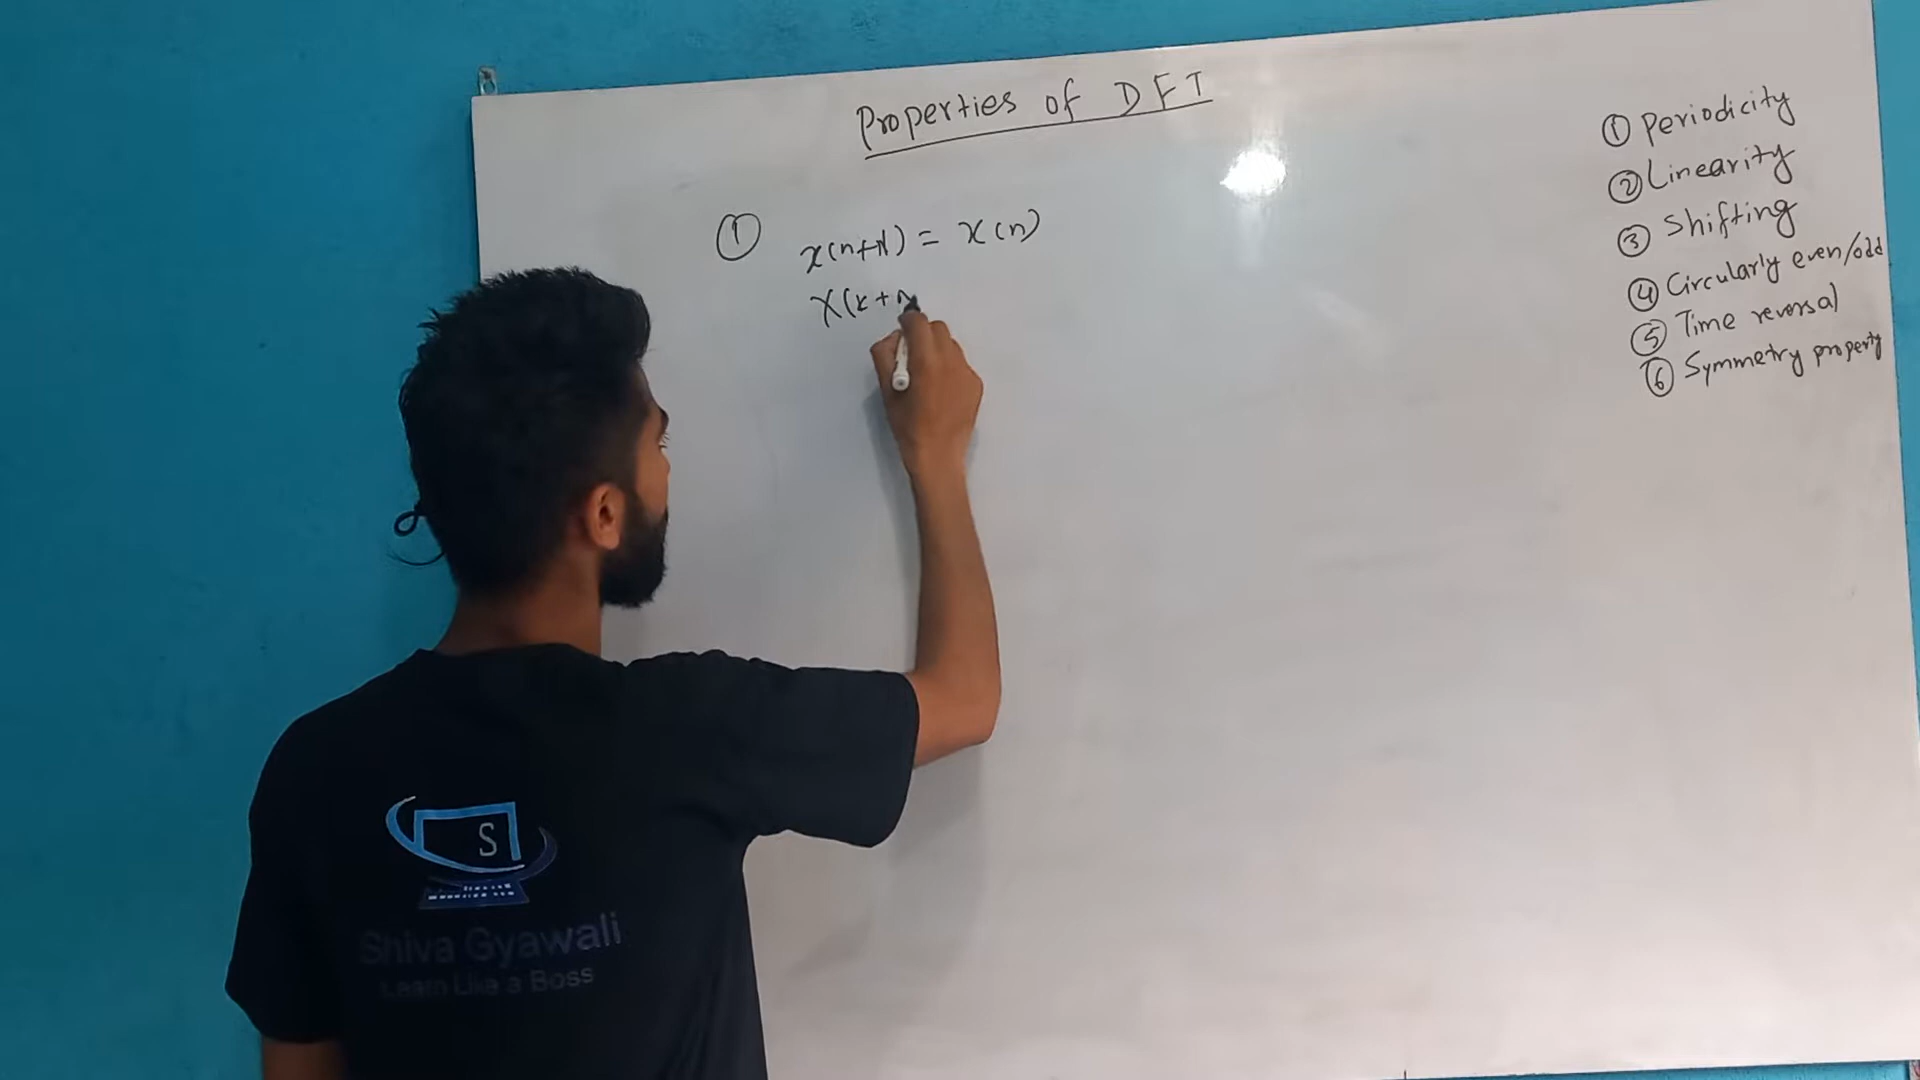 Properties of DFT
① x(n+N) = x(n)
X(k+N
① Periodicity
② Linearity
③ Shifting
④ Circularly even/odd
⑤ Time reversal
⑥ Symmetry property
S
Shiva Gyawali
Learn Like a Boss